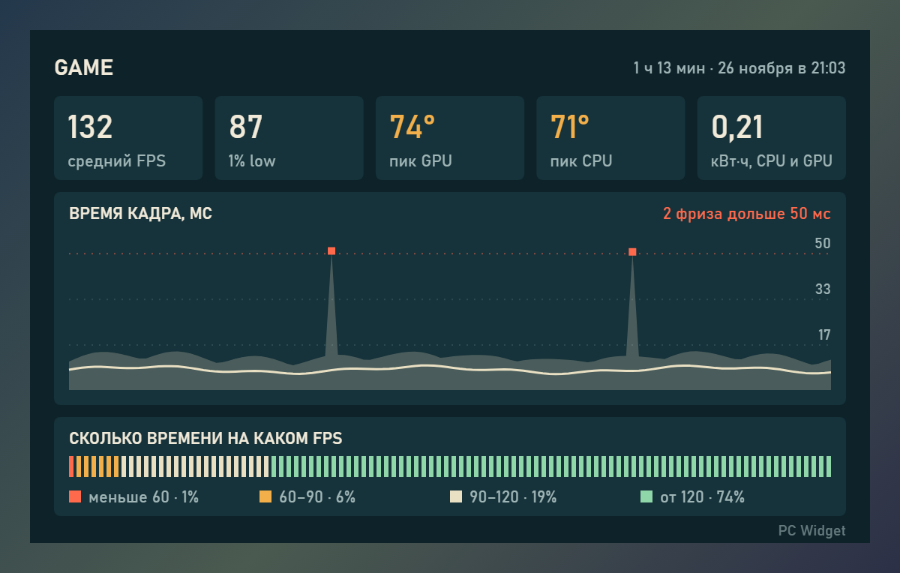 GAME
1 ч 13 мин · 26 ноября в 21:03
132
средний FPS
87
1% low
74°
пик GPU
71°
пик CPU
0,21
кВт·ч, CPU и GPU
ВРЕМЯ КАДРА, МС
2 фриза дольше 50 мс
50
33
17
СКОЛЬКО ВРЕМЕНИ НА КАКОМ FPS
меньше 60 · 1%
60–90 · 6%
90–120 · 19%
от 120 · 74%
PC Widget